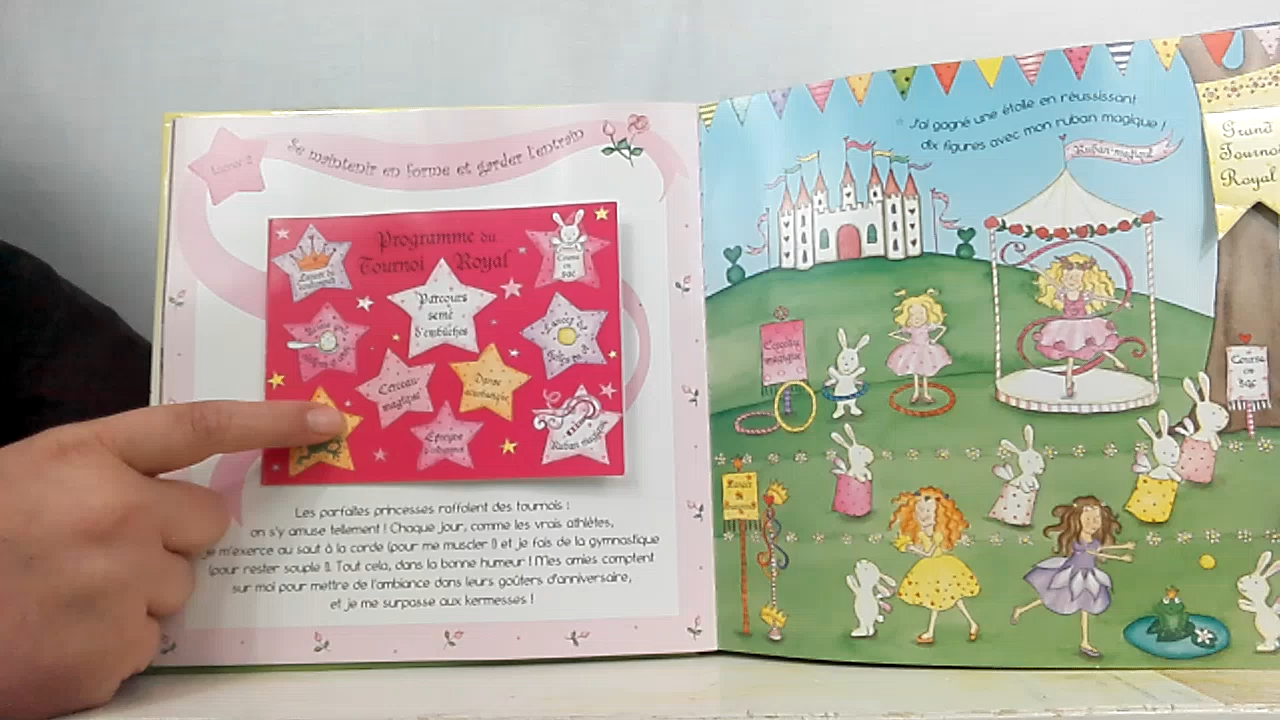 Leçon 2
Se maintenir en forme et garder l'entrain
Programme du
Tournoi Royal
Course
en
sac
Parcours
semé
d'embûches
Lancer de
Cerceau
magique
Danse
Épreuve
Ruban magique
Les parfaites princesses raffolent des tournois :
on s'y amuse tellement ! Chaque jour, comme les vrais athlètes,
je m'exerce au saut à la corde (pour me muscler !) et je fais de la gymnastique
(pour rester souple !). Tout cela, dans la bonne humeur ! Mes amies comptent
sur moi pour mettre de l'ambiance dans leurs goûters d'anniversaire,
et je me surpasse aux kermesses !
J'ai gagné une étoile en réussissant
dix figures avec mon ruban magique !
Ruban magique
Grand
Tournoi
Royal
Cerceau
magique
Course
en
sac
Lancer